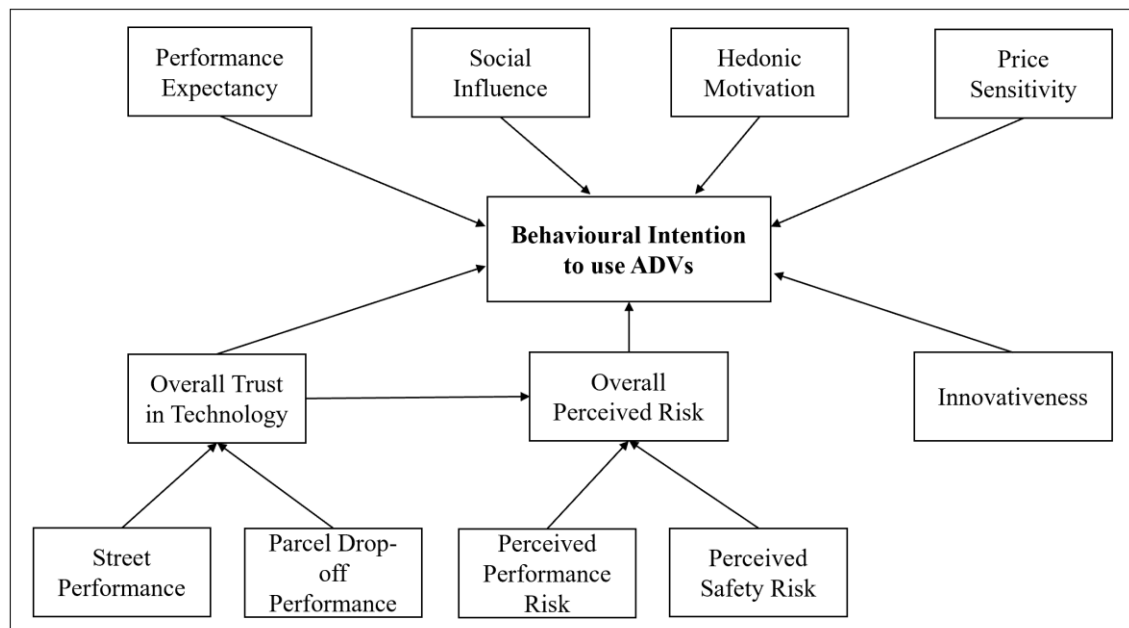 Performance
Expectancy
Social
Influence
Hedonic
Motivation
Price
Sensitivity
Behavioural Intention
to use ADVs
Overall Trust
in Technology
Overall
Perceived Risk
Innovativeness
Street
Performance
Parcel Drop-
off
Performance
Perceived
Performance
Risk
Perceived
Safety Risk